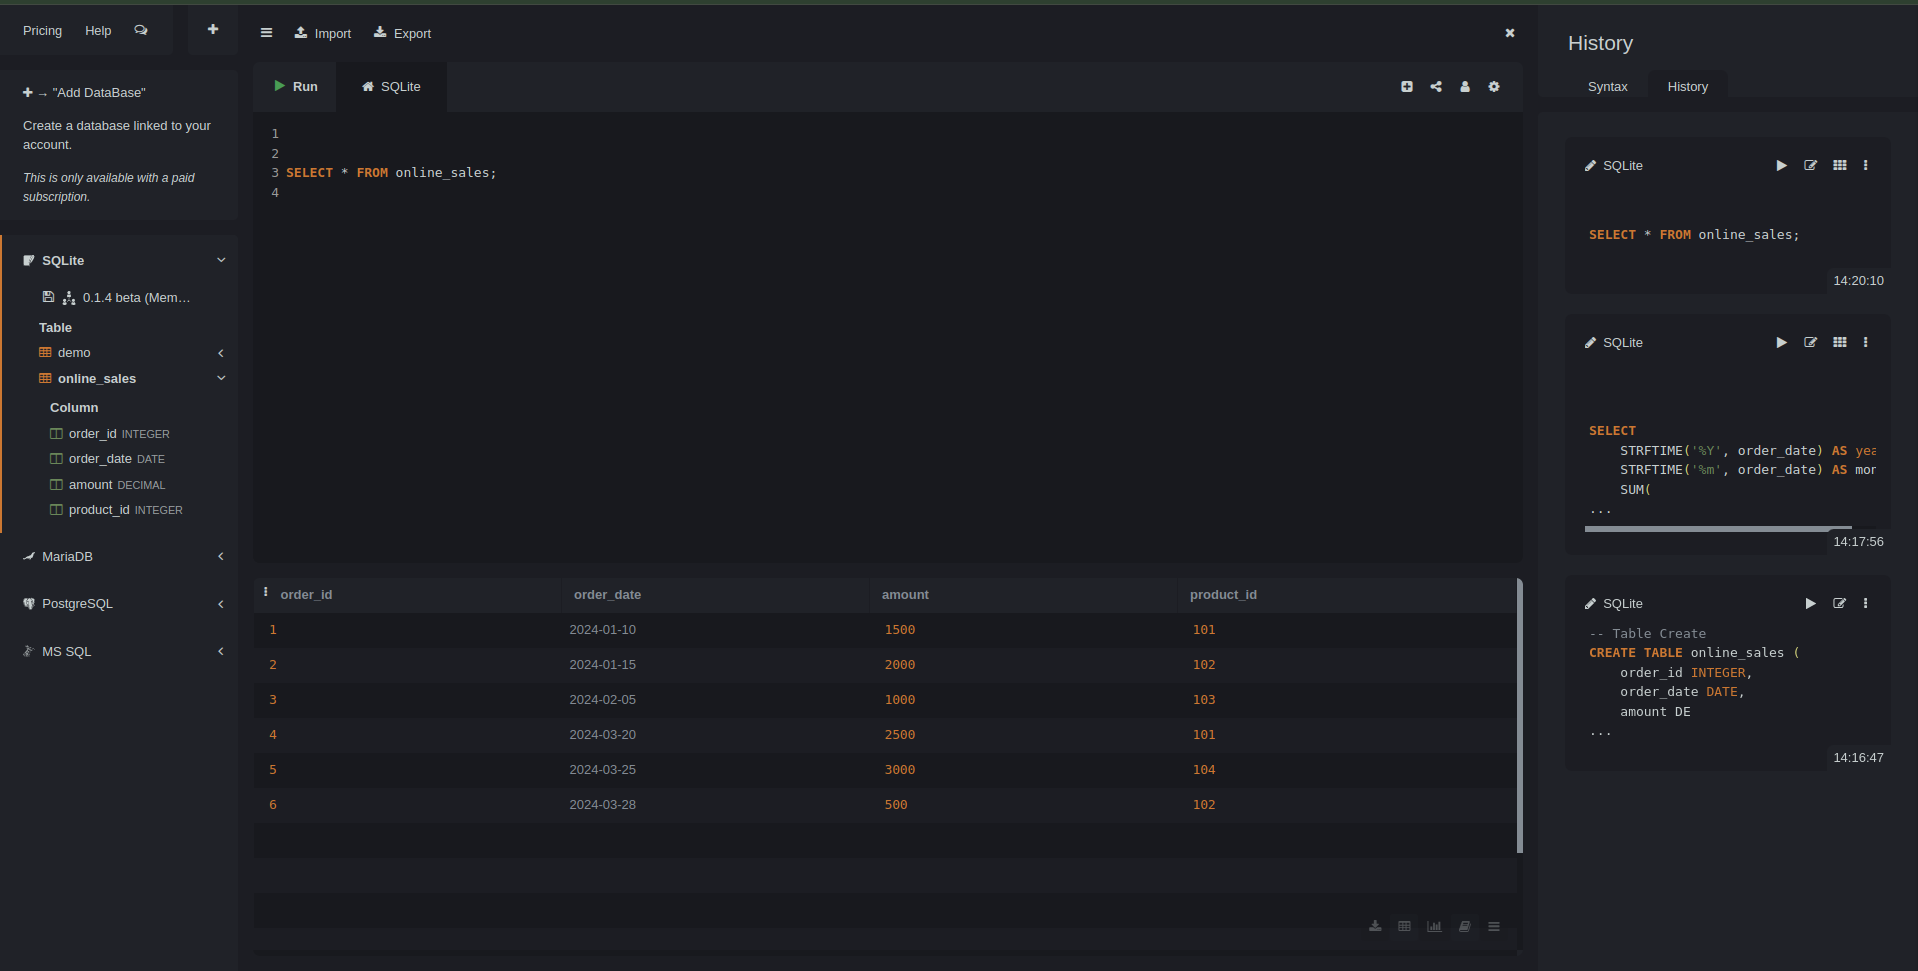 Pricing Help
Import Export
"Add DataBase"
Create a database linked to your
account.
This is only available with a paid
subscription.
SQLite
0.1.4 beta (Mem…
Table
demo
online_sales
Column
order_id INTEGER
order_date DATE
amount DECIMAL
product_id INTEGER
MariaDB
PostgreSQL
MS SQL
Run SQLite
1
2
3 SELECT * FROM online_sales;
4
order_id order_date amount product_id
1 2024-01-10 1500 101
2 2024-01-15 2000 102
3 2024-02-05 1000 103
4 2024-03-20 2500 101
5 2024-03-25 3000 104
6 2024-03-28 500 102
History
Syntax History
SQLite
SELECT * FROM online_sales;
14:20:10
SQLite
SELECT
STRFTIME('%Y', order_date) AS yea
STRFTIME('%m', order_date) AS mon
SUM(
...
14:17:56
SQLite
-- Table Create
CREATE TABLE online_sales (
order_id INTEGER,
order_date DATE,
amount DE
...
14:16:47